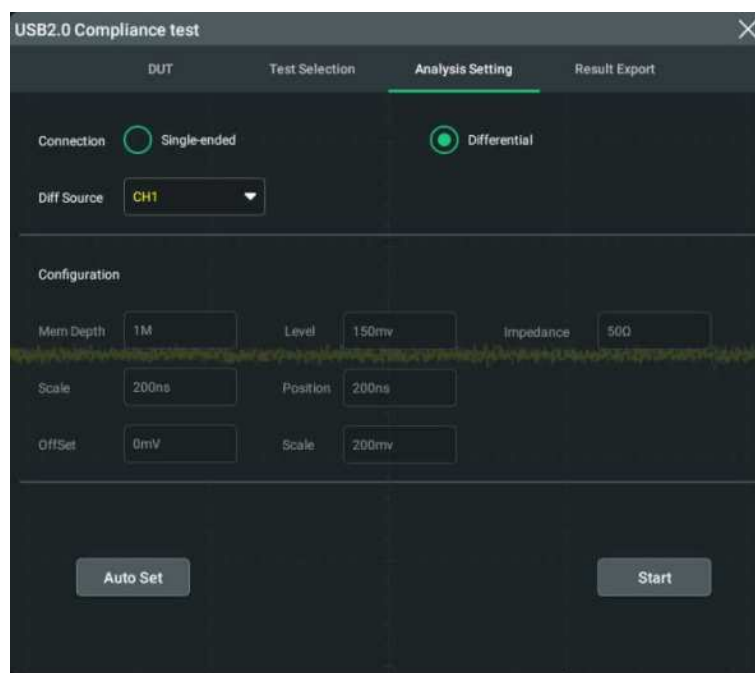 USB2.0 Compliance test
DUT Test Selection Analysis Setting Result Export
Connection Single-ended Differential
Diff Source CH1
Configuration
Mem Depth 1M Level 150mv Impedance 50Ω
Scale 200ns Position 200ns
OffSet 0mV Scale 200mv
Auto Set Start